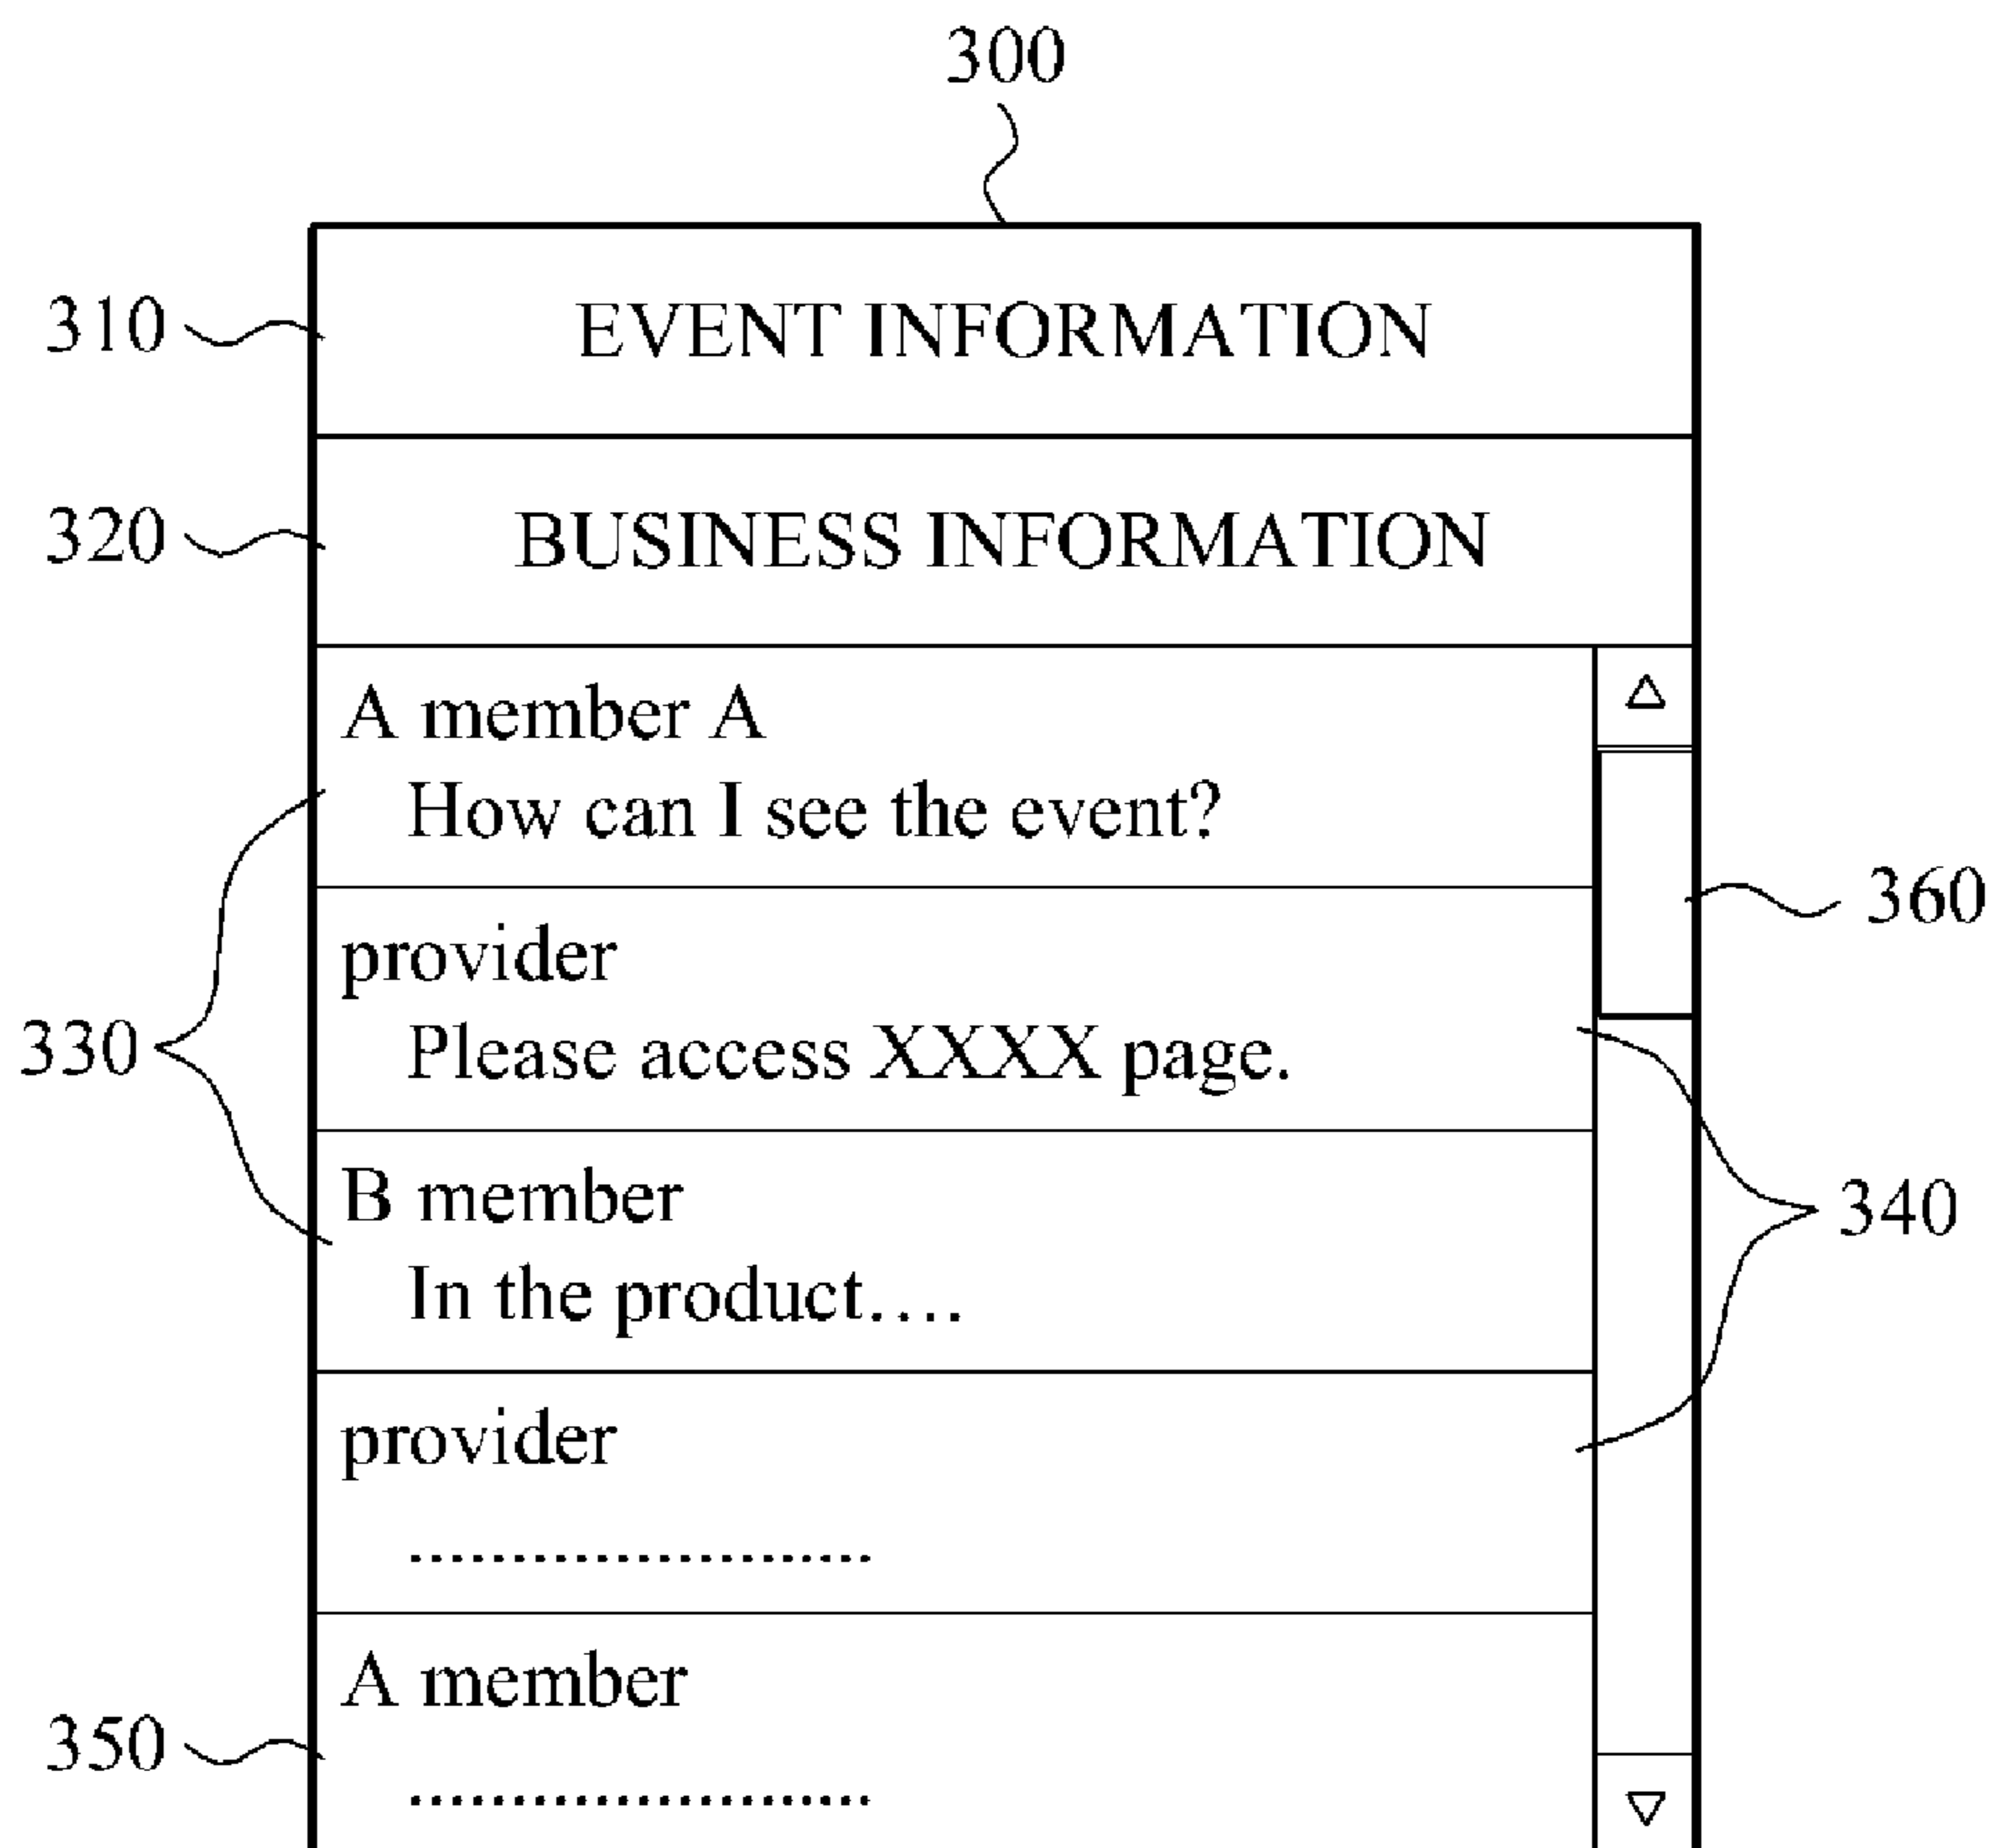 300
310
EVENT INFORMATION
320
BUSINESS INFORMATION
A member A
How can I see the event?
360
provider
330
Please access XXXX page.
B member
340
In the product....
provider
.......................
A member
350
.......................